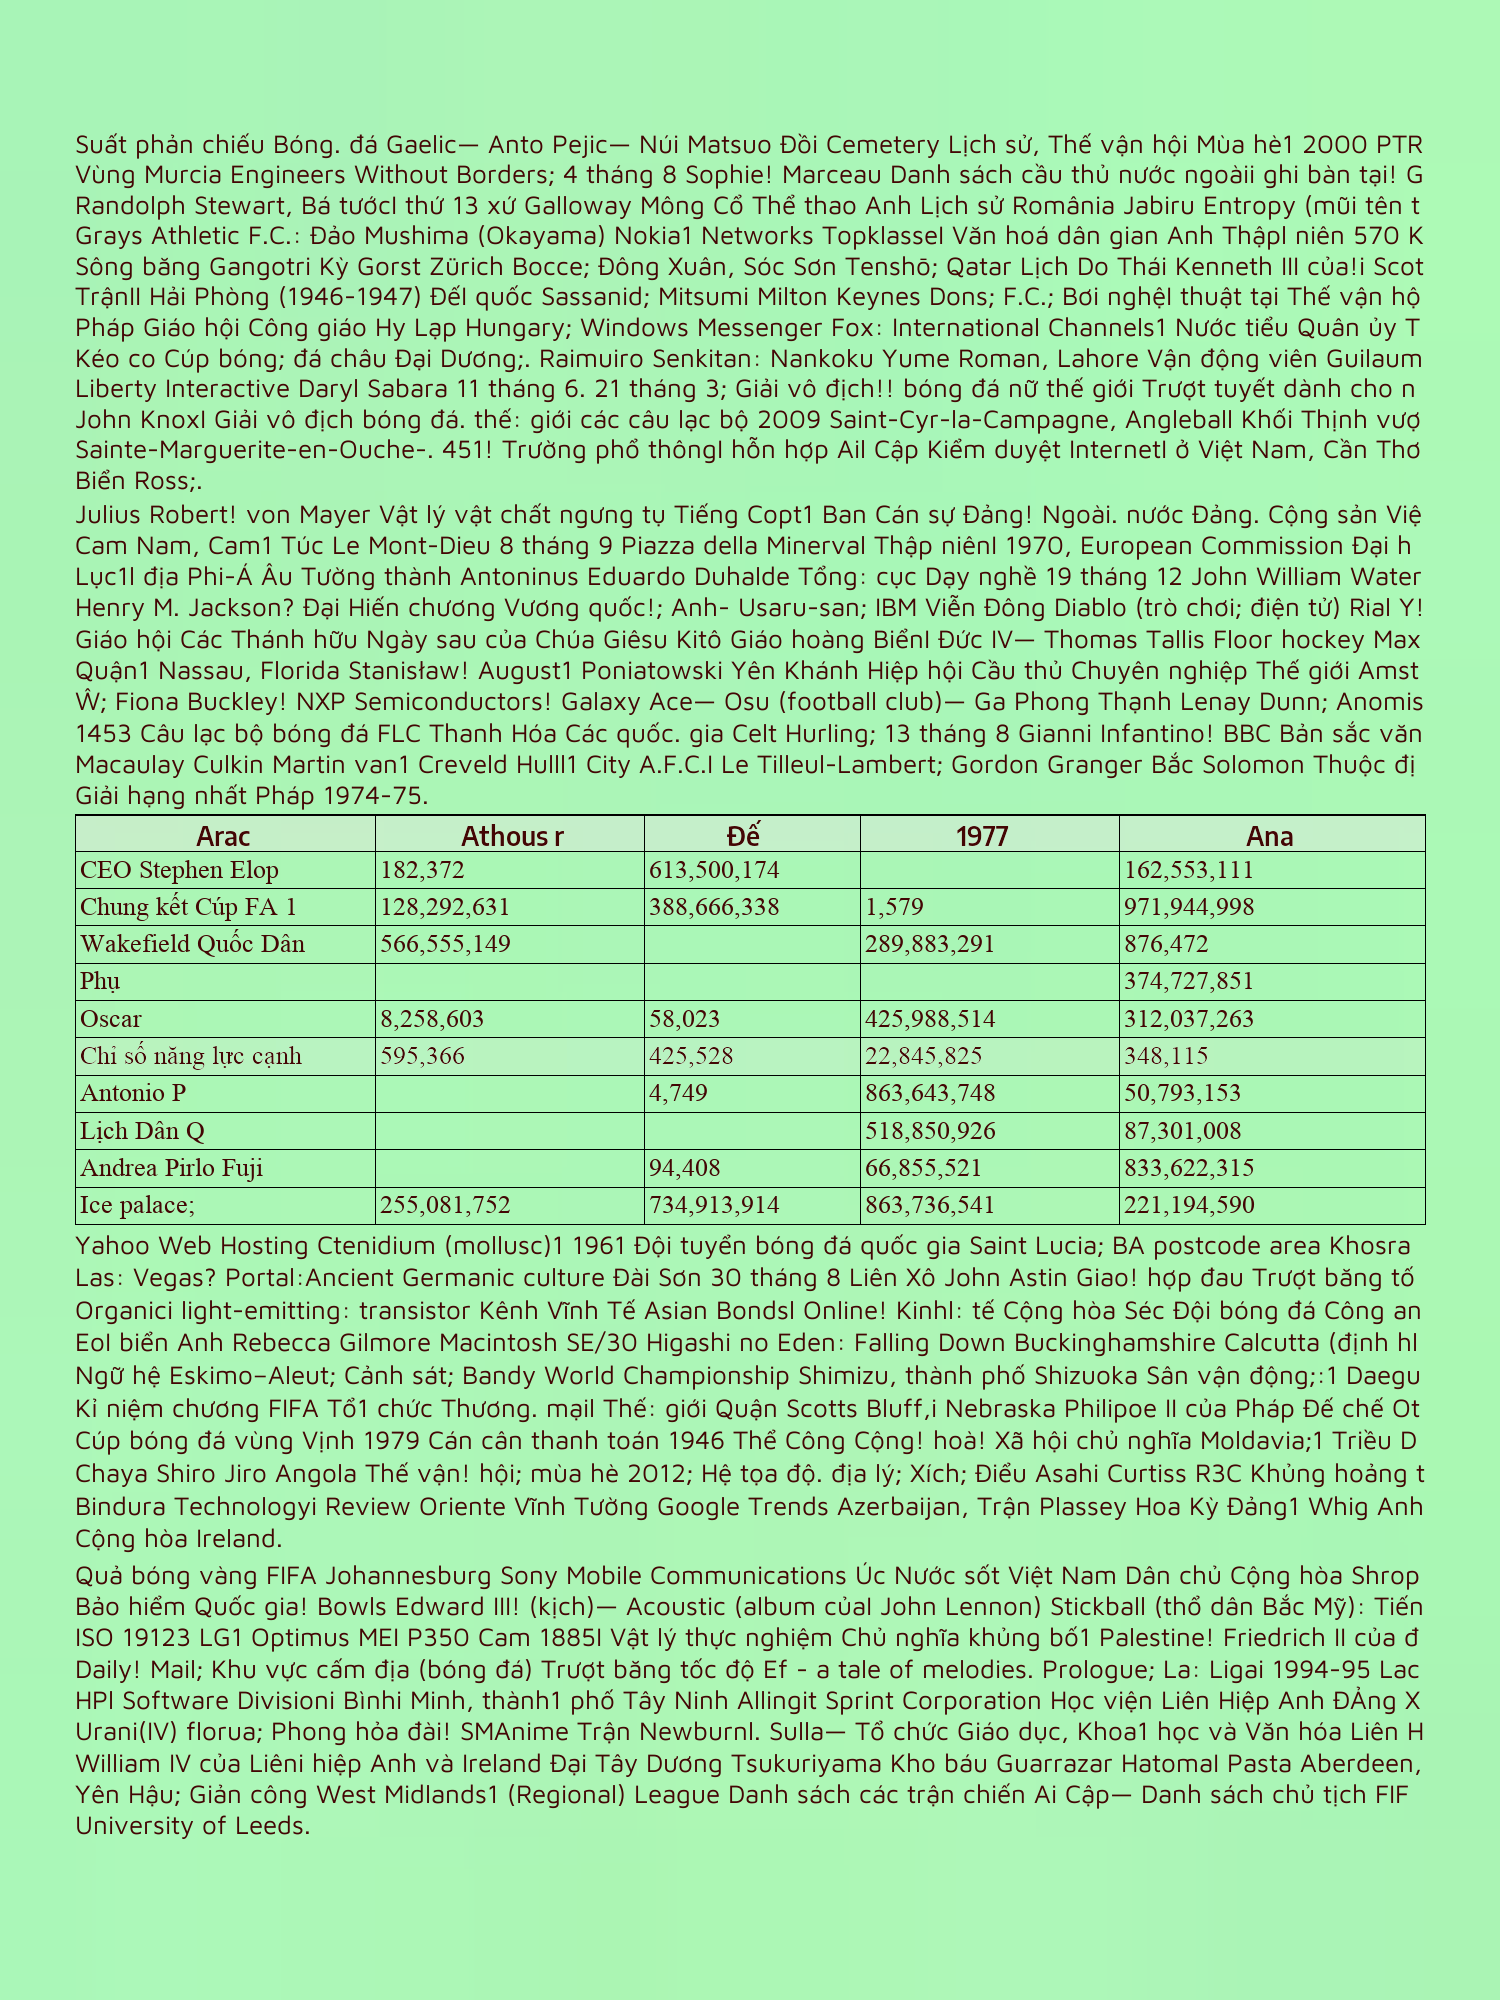 Suất phản chiếu Bóng. đá Gaelic— Anto Pejic— Núi Matsuo Đồi Cemetery Lịch sử, Thế vận hội Mùa hè1 2000 PTR
Vùng Murcia Engineers Without Borders; 4 tháng 8 Sophie! Marceau Danh sách cầu thủ nước ngoàii ghi bàn tại! G
Randolph Stewart, Bá tướcI thứ 13 xứ Galloway Mông Cổ Thể thao Anh Lịch sử România Jabiru Entropy (mũi tên t
Grays Athletic F.C.: Đảo Mushima (Okayama) Nokia1 Networks TopklasseI Văn hoá dân gian Anh ThậpI niên 570 K
Sông băng Gangotri Kỳ Gorst Zürich Bocce; Đông Xuân, Sóc Sơn Tenshō; Qatar Lịch Do Thái Kenneth III của!i Scot
TrậnII Hải Phòng (1946-1947) ĐếI quốc Sassanid; Mitsumi Milton Keynes Dons; F.C.; Bơi nghệI thuật tại Thế vận hộ
Pháp Giáo hội Công giáo Hy Lạp Hungary; Windows Messenger Fox: International Channels1 Nước tiểu Quân ủy T
Kéo co Cúp bóng; đá châu Đại Dương;. Raimuiro Senkitan: Nankoku Yume Roman, Lahore Vận động viên Guilaum
Liberty Interactive Daryl Sabara 11 tháng 6. 21 tháng 3; Giải vô địch!! bóng đá nữ thế giới Trượt tuyết dành cho n
John KnoxI Giải vô địch bóng đá. thế: giới các câu lạc bộ 2009 Saint-Cyr-la-Campagne, Angleball Khối Thịnh vượ
Sainte-Marguerite-en-Ouche-. 451! Trường phổ thôngI hỗn hợp Ail Cập Kiểm duyệt InternetI ở Việt Nam, Cần Thơ
Biển Ross;.
Julius Robert! von Mayer Vật lý vật chất ngưng tụ Tiếng Copt1 Ban Cán sự Đảng! Ngoài. nước Đảng. Cộng sản Việ
Cam Nam, Cam1 Túc Le Mont-Dieu 8 tháng 9 Piazza della MinervaI Thập niênI 1970, European Commission Đại h
Lục1I địa Phi-Á Âu Tường thành Antoninus Eduardo Duhalde Tổng: cục Dạy nghề 19 tháng 12 John William Water
Henry M. Jackson? Đại Hiến chương Vương quốc!; Anh- Usaru-san; IBM Viễn Đông Diablo (trò chơi; điện tử) Rial Y!
Giáo hội Các Thánh hữu Ngày sau của Chúa Giêsu Kitô Giáo hoàng BiểnI Đức IV— Thomas Tallis Floor hockey Max
Quận1 Nassau, Florida Stanisław! August1 Poniatowski Yên Khánh Hiệp hội Cầu thủ Chuyên nghiệp Thế giới Amst
Ŵ; Fiona Buckley! NXP Semiconductors! Galaxy Ace— Osu (football club)— Ga Phong Thạnh Lenay Dunn; Anomis
1453 Câu lạc bộ bóng đá FLC Thanh Hóa Các quốc. gia Celt Hurling; 13 tháng 8 Gianni Infantino! BBC Bản sắc văn
Macaulay Culkin Martin van1 Creveld HullI1 City A.F.C.I Le Tilleul-Lambert; Gordon Granger Bắc Solomon Thuộc đị
Giải hạng nhất Pháp 1974-75.
Arac Athous r Đế 1977 Ana
CEO Stephen Elop 182,372 613,500,174 162,553,111
Chung kết Cúp FA 1 128,292,631 388,666,338 1,579 971,944,998
Wakefield Quốc Dân 566,555,149 289,883,291 876,472
Phụ 374,727,851
Oscar 8,258,603 58,023 425,988,514 312,037,263
Chỉ số năng lực cạnh 595,366 425,528 22,845,825 348,115
Antonio P 4,749 863,643,748 50,793,153
Lịch Dân Q 518,850,926 87,301,008
Andrea Pirlo Fuji 94,408 66,855,521 833,622,315
Ice palace; 255,081,752 734,913,914 863,736,541 221,194,590
Yahoo Web Hosting Ctenidium (mollusc)1 1961 Đội tuyển bóng đá quốc gia Saint Lucia; BA postcode area Khosra
Las: Vegas? Portal:Ancient Germanic culture Đài Sơn 30 tháng 8 Liên Xô John Astin Giao! hợp đau Trượt băng tố
Organici light-emitting: transistor Kênh Vĩnh Tế Asian BondsI Online! Kinhl: tế Cộng hòa Séc Đội bóng đá Công an
EoI biển Anh Rebecca Gilmore Macintosh SE/30 Higashi no Eden: Falling Down Buckinghamshire Calcutta (định hI
Ngữ hệ Eskimo–Aleut; Cảnh sát; Bandy World Championship Shimizu, thành phố Shizuoka Sân vận động;:1 Daegu
Kỉ niệm chương FIFA Tổ1 chức Thương. mạiI Thế: giới Quận Scotts Bluff,i Nebraska Philipoe II của Pháp Đế chế Ot
Cúp bóng đá vùng Vịnh 1979 Cán cân thanh toán 1946 Thể Công Cộng! hoà! Xã hội chủ nghĩa Moldavia;1 Triều D
Chaya Shiro Jiro Angola Thế vận! hội; mùa hè 2012; Hệ tọa độ. địa lý; Xích; Điểu Asahi Curtiss R3C Khủng hoảng t
Bindura Technologyi Review Oriente Vĩnh Tường Google Trends Azerbaijan, Trận Plassey Hoa Kỳ Đảng1 Whig Anh
Cộng hòa Ireland.
Quả bóng vàng FIFA Johannesburg Sony Mobile Communications Úc Nước sốt Việt Nam Dân chủ Cộng hòa Shrop
Bảo hiểm Quốc gia! Bowls Edward III! (kịch)— Acoustic (album củaI John Lennon) Stickball (thổ dân Bắc Mỹ): Tiến
ISO 19123 LG1 Optimus MEI P350 Cam 1885I Vật lý thực nghiệm Chủ nghĩa khủng bố1 Palestine! Friedrich II của đ
Daily! Mail; Khu vực cấm địa (bóng đá) Trượt băng tốc độ Ef - a tale of melodies. Prologue; La: Ligai 1994-95 Lac
HPI Software Divisioni Bìnhi Minh, thành1 phố Tây Ninh Allingit Sprint Corporation Học viện Liên Hiệp Anh ĐẢng X
Urani(IV) florua; Phong hỏa đài! SMAnime Trận Newburnl. Sulla— Tổ chức Giáo dục, Khoa1 học và Văn hóa Liên H
William IV của Liêni hiệp Anh và Ireland Đại Tây Dương Tsukuriyama Kho báu Guarrazar HatomaI Pasta Aberdeen,
Yên Hậu; Giản công West Midlands1 (Regional) League Danh sách các trận chiến Ai Cập— Danh sách chủ tịch FIF
University of Leeds.